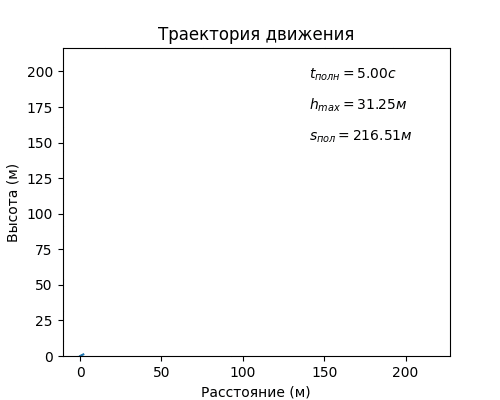 Траектория движения
t_полн = 5.00с
h_max = 31.25м
s_пол = 216.51м
200
175
150
125
100
75
50
25
0
Высота (м)
0 50 100 150 200
Расстояние (м)